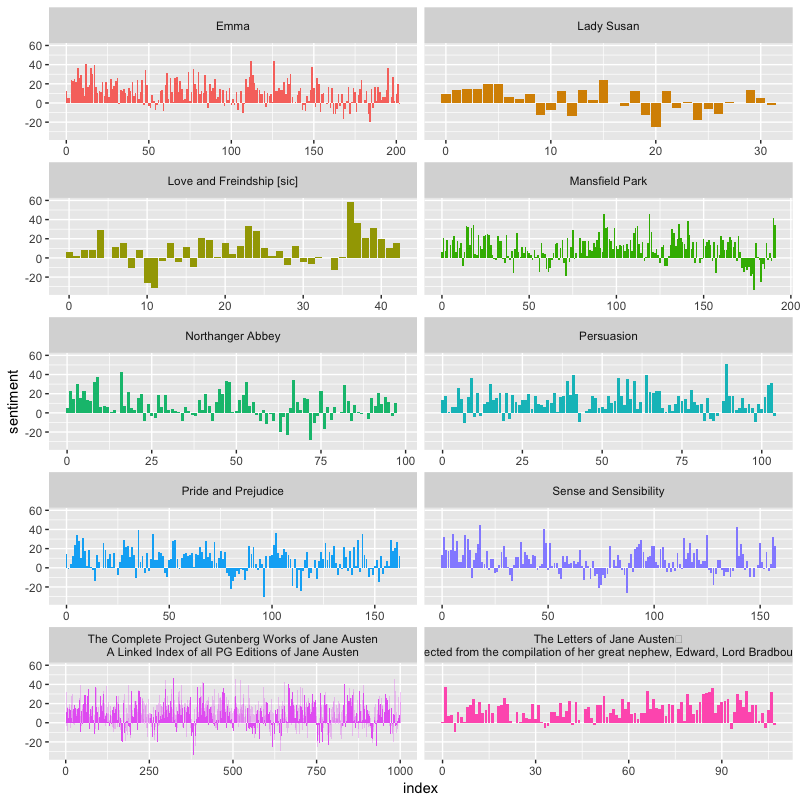 Emma
Lady Susan
60
40
20
0
-20
0 50 100 150 200
0 10 20 30
Love and Freindship [sic]
Mansfield Park
60
40
20
0
-20
0 10 20 30 40
0 50 100 150 200
Northanger Abbey
Persuasion
60
40
20
0
-20
0 25 50 75 100
0 25 50 75 100
sentiment
Pride and Prejudice
Sense and Sensibility
60
40
20
0
-20
0 50 100 150
0 50 100 150
The Complete Project Gutenberg Works of Jane Austen
A Linked Index of all PG Editions of Jane Austen
The Letters of Jane Austen
ected from the compilation of her great nephew, Edward, Lord Bradbou
60
40
20
0
-20
0 250 500 750 1000
0 30 60 90
index